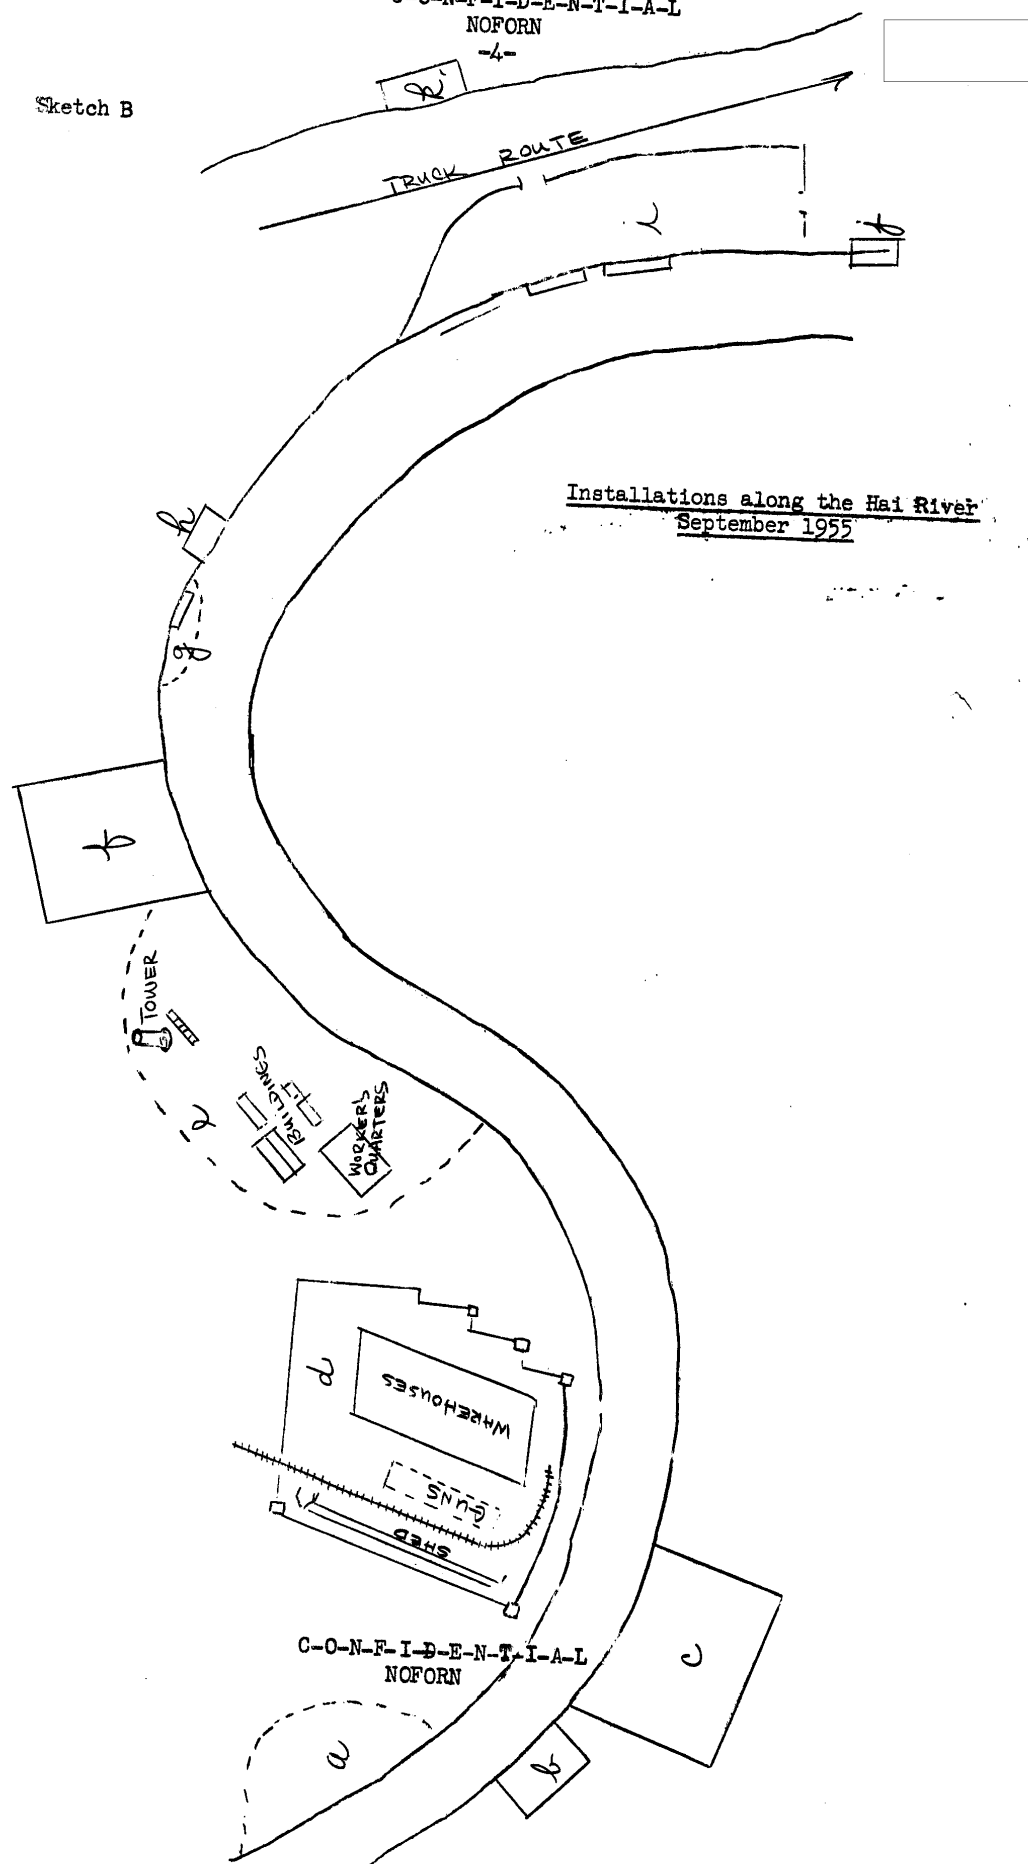 C-O-N-F-I-D-E-N-T-I-A-L
NOFORN
-4-
Sketch B
k
TRUCK ROUTE
i
j
Installations along the Hai River
September 1955
h
g
f
TOWER
e
BUILDINGS
WORKER'S
QUARTERS
d
WAREHOUSES
GUNS
SHED
C-O-N-F-I-D-E-N-T-I-A-L
NOFORN
c
a
b